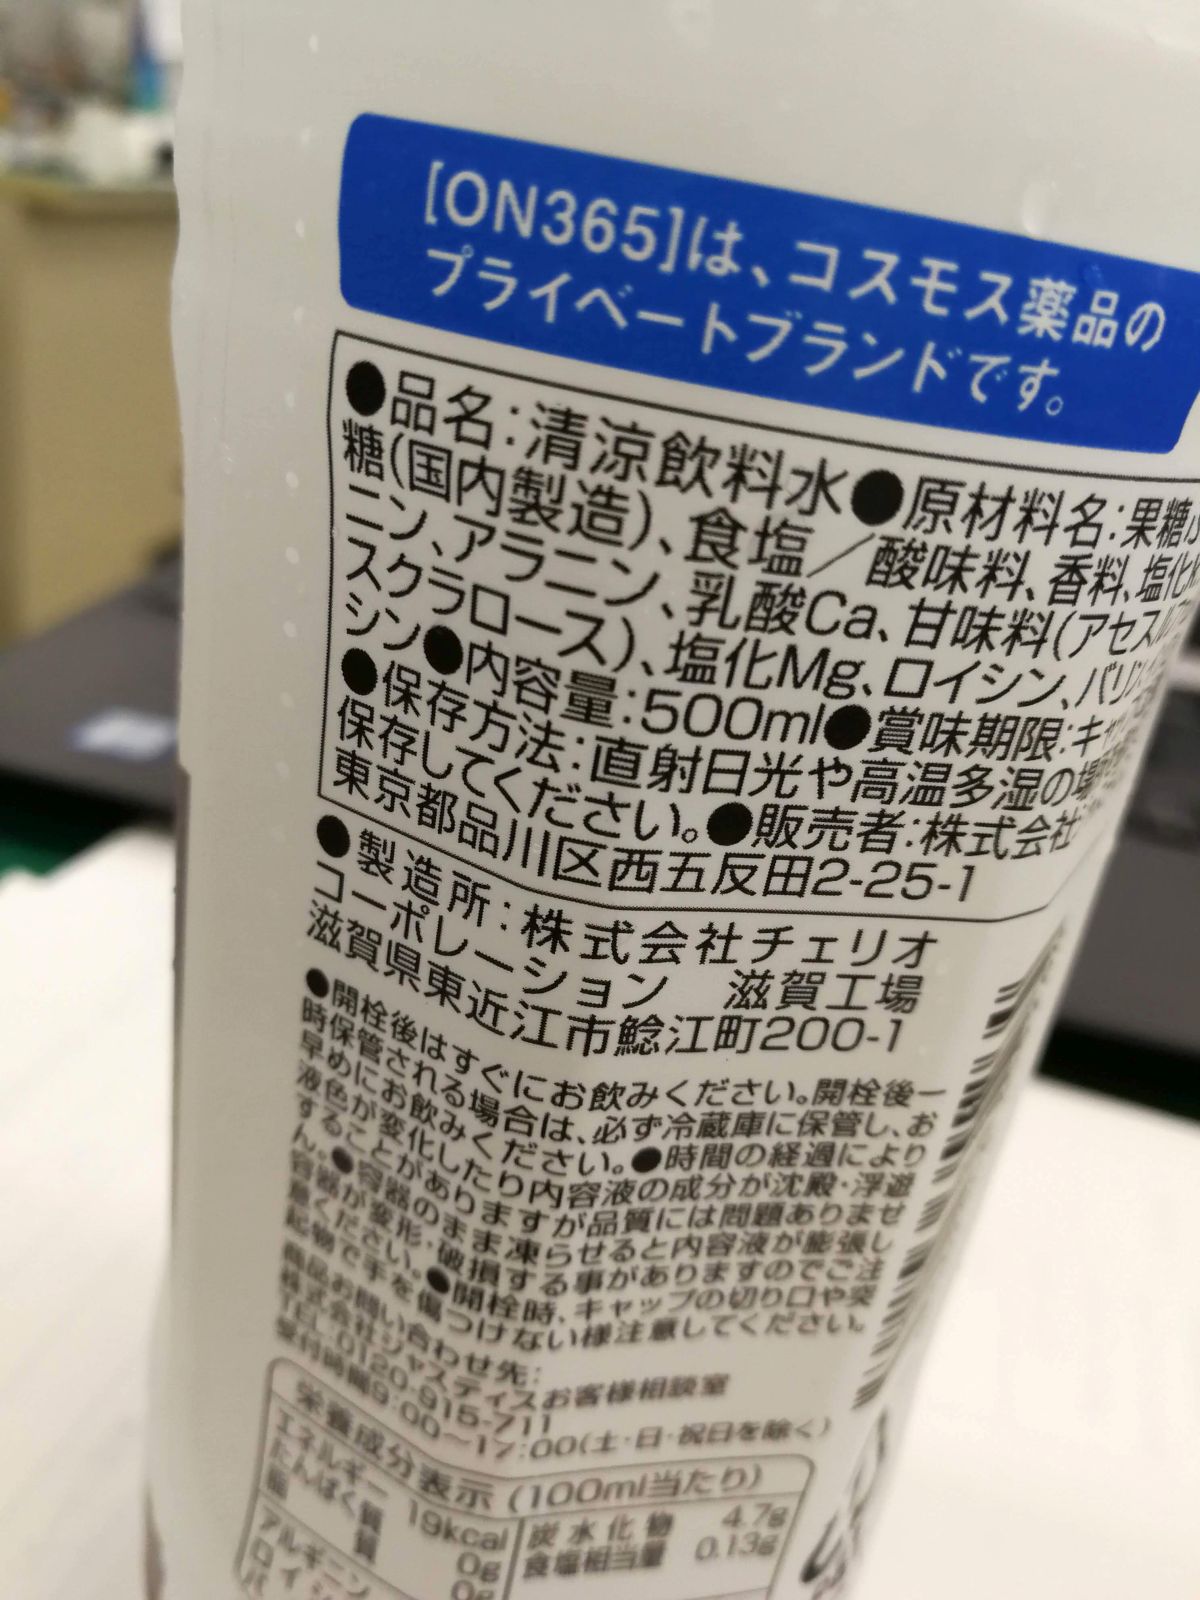 [ON365]は、コスモス薬品の
プライベートブランドです。
●品名:清涼飲料水●原材料名:果糖
糖(国内製造)、食塩／酸味料、香料、塩化
ニン、アラニン、乳酸Ca、甘味料(アセスル
スクラロース)、塩化Mg、ロイシン、バリン
シン●内容量:500ml●賞味期限:キャ
●保存方法:直射日光や高温多湿の場
保存してください。●販売者:株式会社
東京都品川区西五反田2-25-1
●製造所:株式会社チェリオ
コーポレーション 滋賀工場
滋賀県東近江市鯰江町200-1
●開栓後はすぐにお飲みください。開栓後一
時保管される場合は、必ず冷蔵庫に保管し、お
早めにお飲みください。●時間の経過により
液色が変化したり内容液の成分が沈殿・浮遊
することがありますが品質には問題ありませ
ん。●容器のまま凍らせると内容液が膨張し
容器が変形・破損する事がありますのでご注
意ください。●開栓時、キャップの切り口や突
起物で手を傷つけない様注意してください。
商品お問い合わせ先:
株式会社ジャスティスお客様相談室
TEL:0120-915-711
受付時間9:00~17:00(土・日・祝日を除く)
栄養成分表示(100ml当たり)
エネルギー 19kcal 炭水化物 4.7g
たんぱく質 0g 食塩相当量 0.13g
脂質 0g
アルギニン